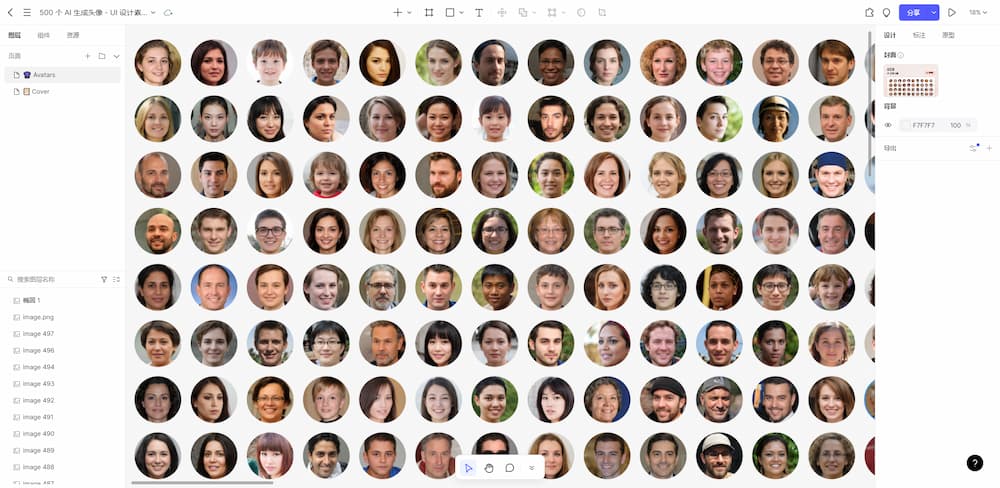 500 个 AI 生成头像 - UI 设计素...
分享
18%
图层 组件 资源
设计 标注 原型
页面
封面
Avatars
Cover
背景
F7F7F7 100 %
导出
搜索图层名称
椭圆 1
image.png
image 497
image 496
image 494
image 493
image 492
image 491
image 490
image 489
image 488
image 487
?